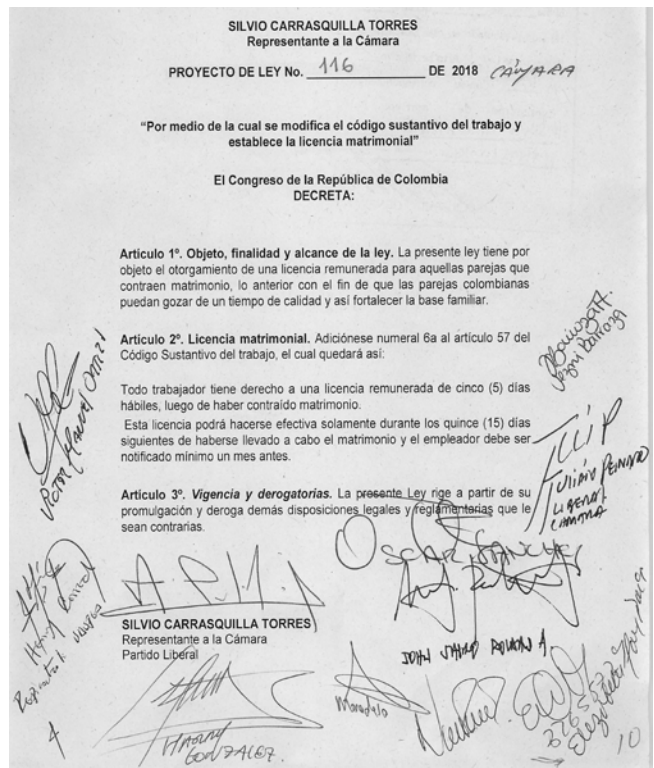 SILVIO CARRASQUILLA TORRES
Representante a la Cámara
PROYECTO DE LEY No. 116 DE 2018 CÁMARA
“Por medio de la cual se modifica el código sustantivo del trabajo y
establece la licencia matrimonial”
El Congreso de la República de Colombia
DECRETA:
Articulo 1º. Objeto, finalidad y alcance de la ley. La presente ley tiene por
objeto el otorgamiento de una licencia remunerada para aquellas parejas que
contraen matrimonio, lo anterior con el fin de que las parejas colombianas
puedan gozar de un tiempo de calidad y así fortalecer la base familiar.
Articulo 2º. Licencia matrimonial. Adiciónese numeral 6a al artículo 57 del
Código Sustantivo del trabajo, el cual quedará así:
Todo trabajador tiene derecho a una licencia remunerada de cinco (5) días
hábiles, luego de haber contraído matrimonio.
Esta licencia podrá hacerse efectiva solamente durante los quince (15) días
siguientes de haberse llevado a cabo el matrimonio y el empleador debe ser
notificado mínimo un mes antes.
Articulo 3º. Vigencia y derogatorias. La presente Ley rige a partir de su
promulgación y deroga demás disposiciones legales y reglamentarias que le
sean contrarias.
LIBERAL
CAMARA
OSCAR SANCHEZ
SILVIO CARRASQUILLA TORRES
Representante a la Cámara
Partido Liberal
JOHN JAIRO ROLDAN A
HARRY
GONZALEZ.
10